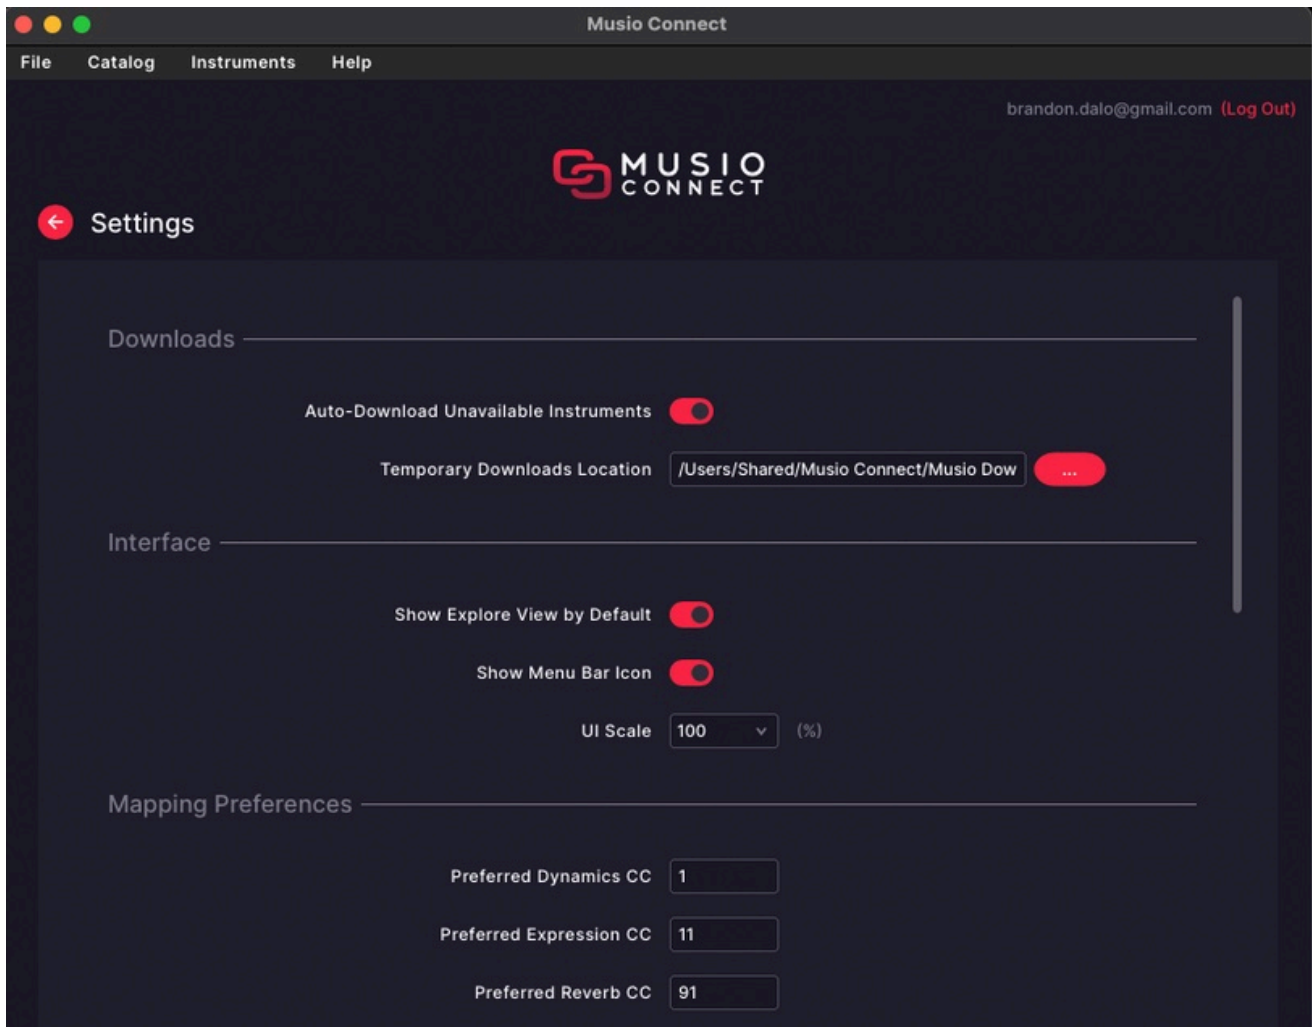 Musio Connect
File Catalog Instruments Help
brandon.dalo@gmail.com (Log Out)
MUSIO
CONNECT
Settings
Downloads
Auto-Download Unavailable Instruments
Temporary Downloads Location /Users/Shared/Musio Connect/Musio Dow ...
Interface
Show Explore View by Default
Show Menu Bar Icon
UI Scale 100 (%)
Mapping Preferences
Preferred Dynamics CC 1
Preferred Expression CC 11
Preferred Reverb CC 91